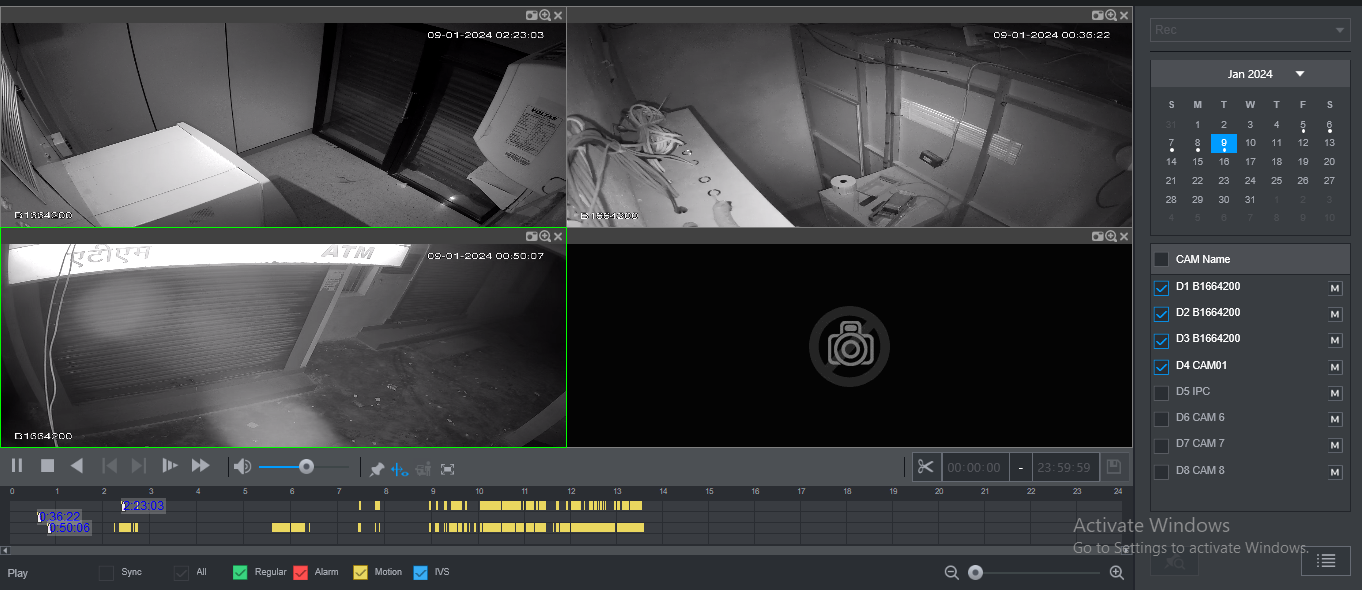 09-01-2024 02:23:03
09-01-2024 00:36:22
VOLTAS
B1664200
B1664200
एटीएम
ATM
09-01-2024 00:50:07
B1664200
Rec
Jan 2024
S M T W T F S
31 1 2 3 4 5 6
7 8 9 10 11 12 13
14 15 16 17 18 19 20
21 22 23 24 25 26 27
28 29 30 31 1 2 3
4 5 6 7 8 9 10
CAM Name
D1 B1664200 M
D2 B1664200 M
D3 B1664200 M
D4 CAM01 M
D5 IPC M
D6 CAM 6 M
D7 CAM 7 M
D8 CAM 8 M
00:00:00 - 23:59:59
0 1 2 3 4 5 6 7 8 9 10 11 12 13 14 15 16 17 18 19 20 21 22 23 24
2:23:03
0:36:22
0:50:06
Activate Windows
Go to Settings to activate Windows.
Play
Sync
All
Regular
Alarm
Motion
IVS